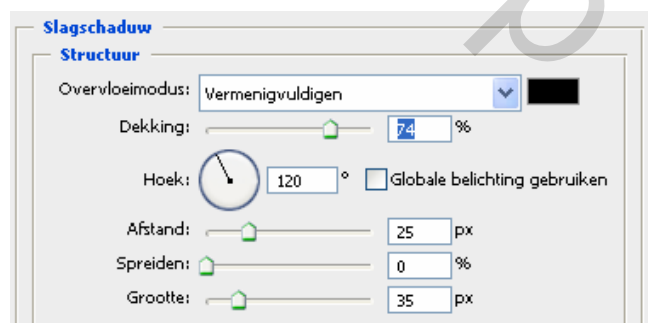 Slagschaduw
Structuur
Overvloeimodus: Vermenigvuldigen
Dekking: 74 %
Hoek: 120 ° Globale belichting gebruiken
Afstand: 25 px
Spreiden: 0 %
Grootte: 35 px